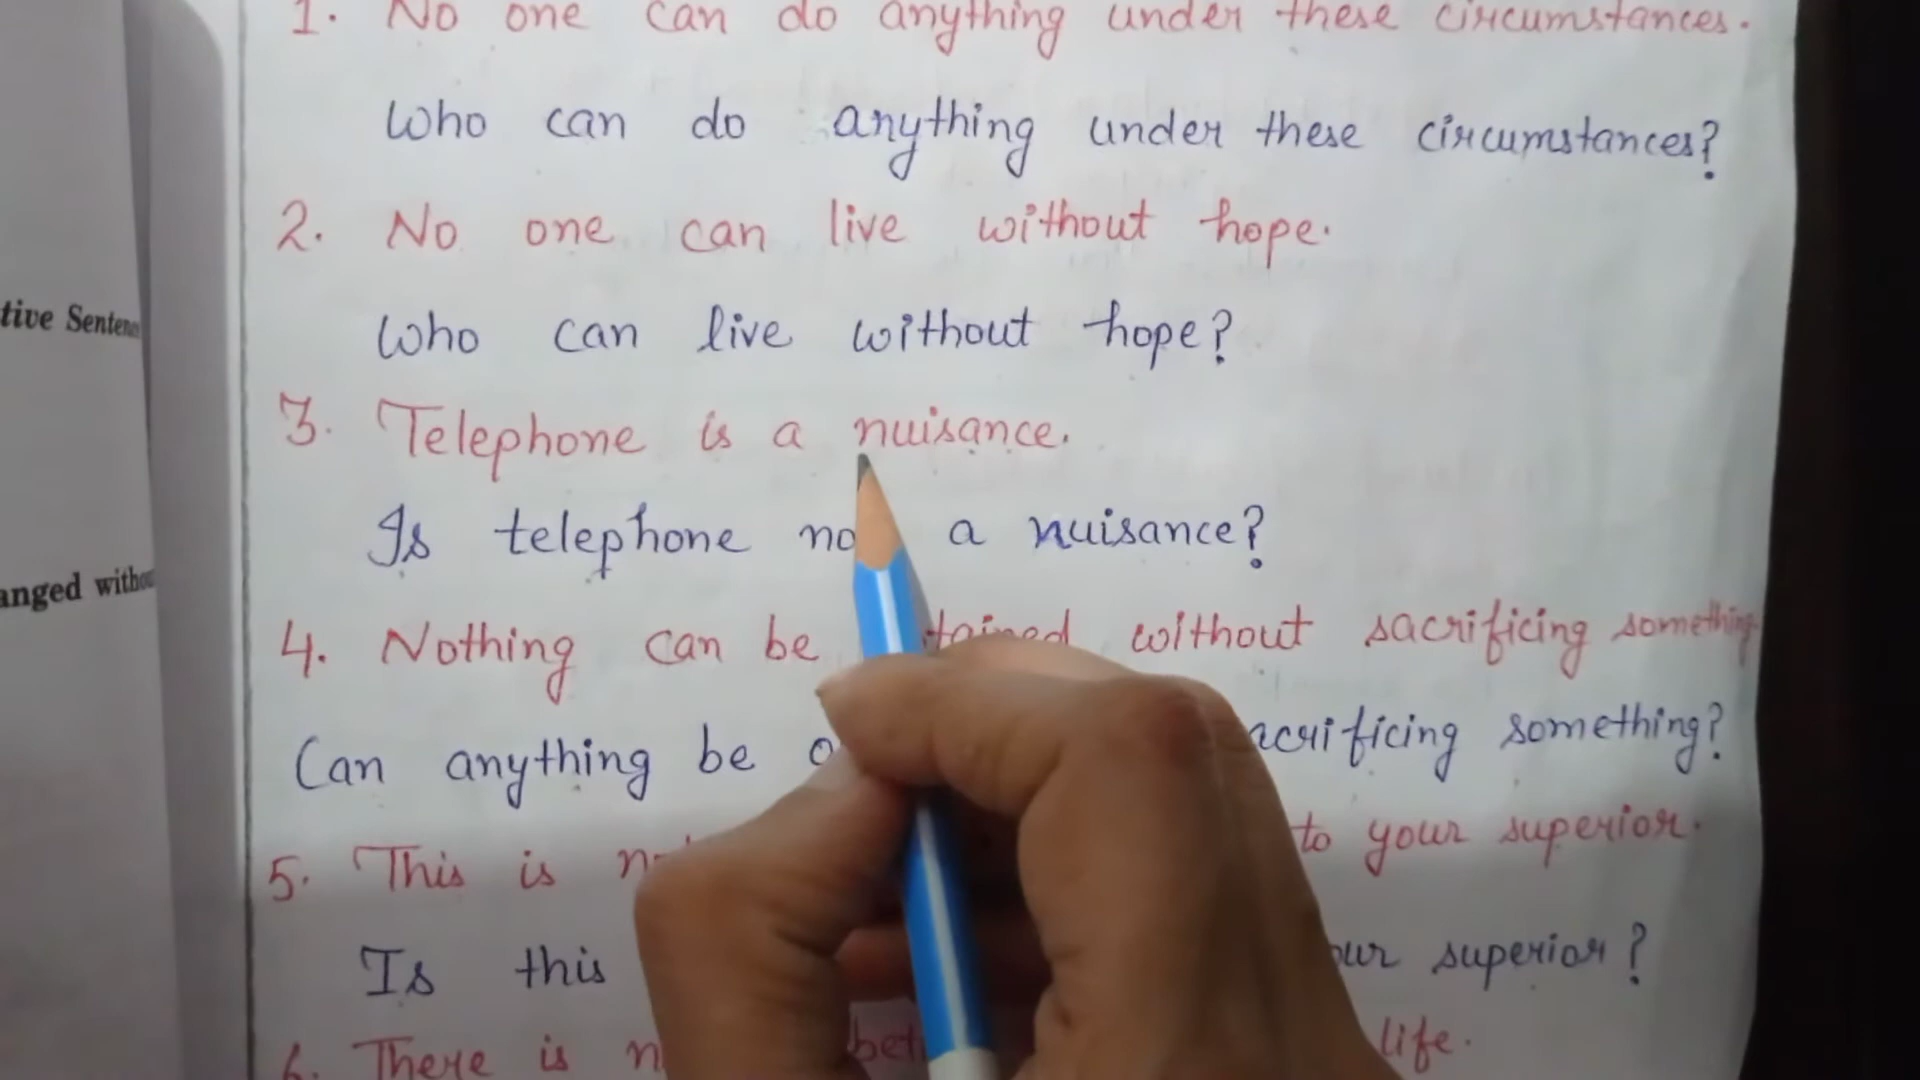 tive Senten
anged witho
1. No one can do anything under these circumstances.
Who can do anything under these circumstances?
2. No one can live without hope.
Who can live without hope?
3. Telephone is a nuisance.
Is telephone no a nuisance?
4. Nothing can be tained without sacrificing something
Can anything be o acrificing something?
5. This is to your superior.
Is this our superior?
6. There is life.